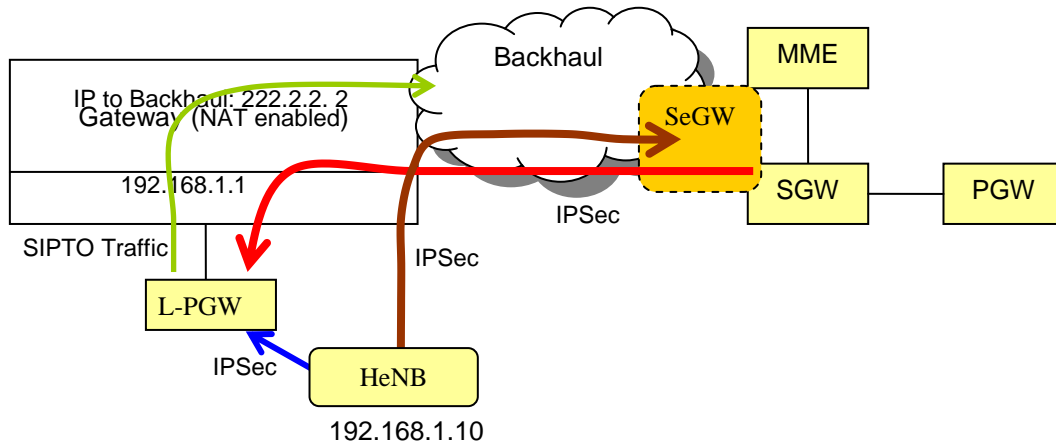 Backhaul
MME
IP to Backhaul: 222.2.2. 2
Gateway (NAT enabled)
SeGW
192.168.1.1
SGW
PGW
IPSec
SIPTO Traffic
IPSec
L-PGW
IPSec
HeNB
192.168.1.10